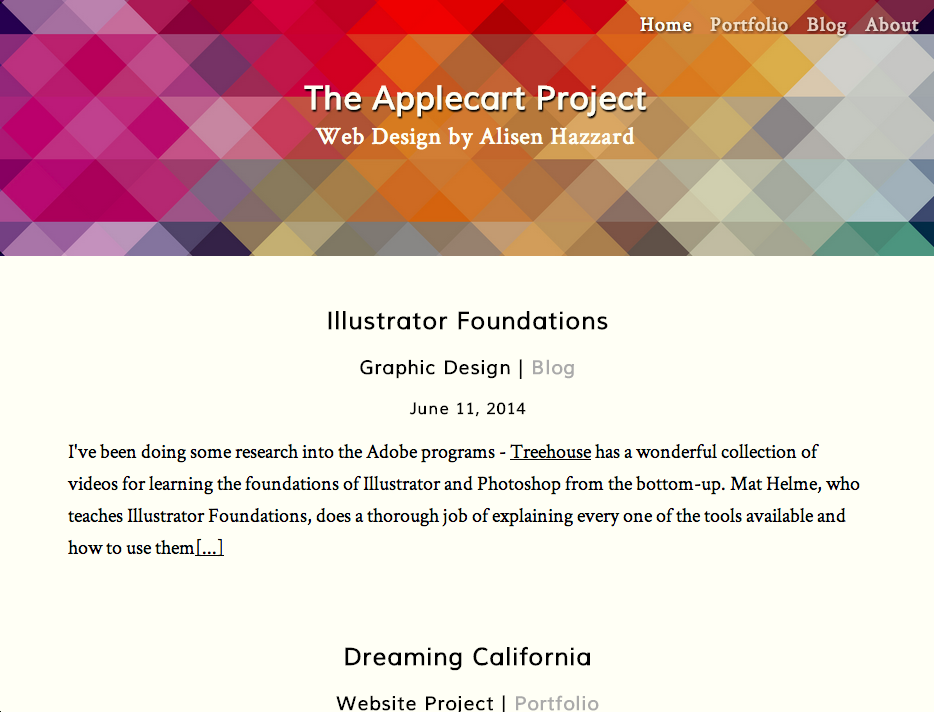 Home Portfolio Blog About
The Applecart Project
Web Design by Alisen Hazzard
Illustrator Foundations
Graphic Design | Blog
June 11, 2014
I've been doing some research into the Adobe programs - Treehouse has a wonderful collection of
videos for learning the foundations of Illustrator and Photoshop from the bottom-up. Mat Helme, who
teaches Illustrator Foundations, does a thorough job of explaining every one of the tools available and
how to use them[...]
Dreaming California
Website Project | Portfolio